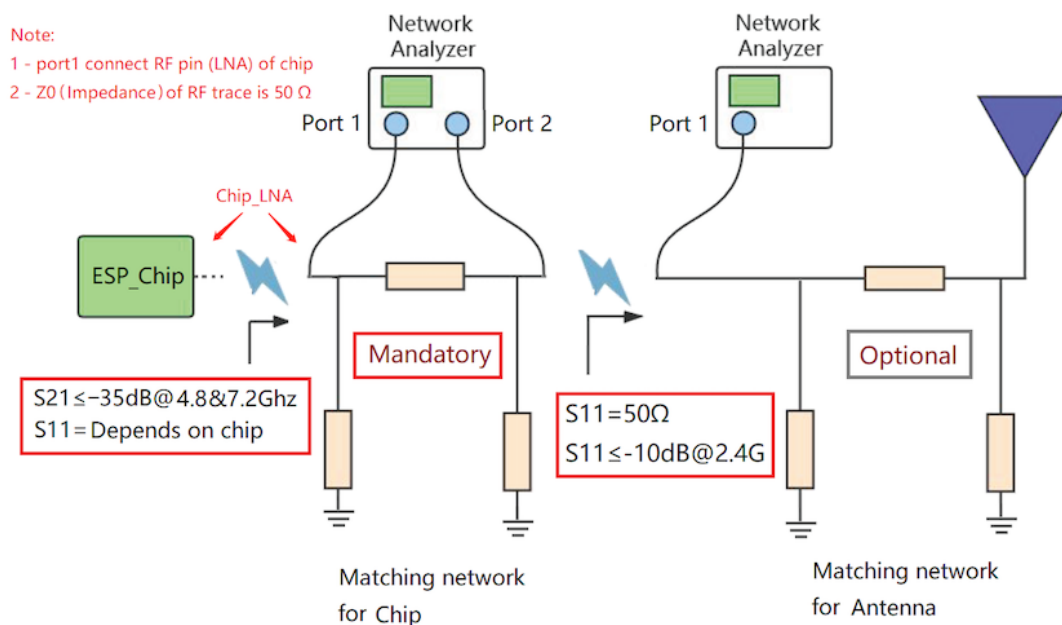 Note:
1 - port1 connect RF pin (LNA) of chip
2 - Z0 (Impedance) of RF trace is 50 Ω
Network
Analyzer
Port 1
Port 2
Network
Analyzer
Port 1
Chip_LNA
ESP_Chip
Mandatory
Optional
S21≤-35dB@4.8&7.2Ghz
S11=Depends on chip
S11=50Ω
S11≤-10dB@2.4G
Matching network
for Chip
Matching network
for Antenna